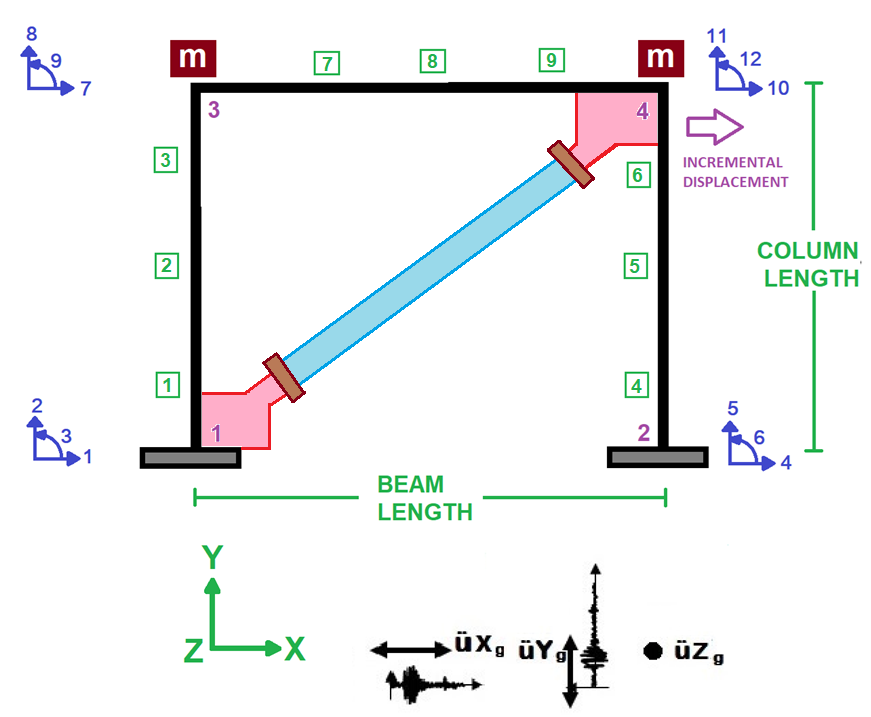 8
9
7
m
7
8
9
m
11
12
10
3
4
INCREMENTAL
DISPLACEMENT
3
6
2
5
COLUMN
LENGTH
1
4
2
3
1
1
2
5
6
4
BEAM
LENGTH
Y
Z
X
üXg
üYg
üZg